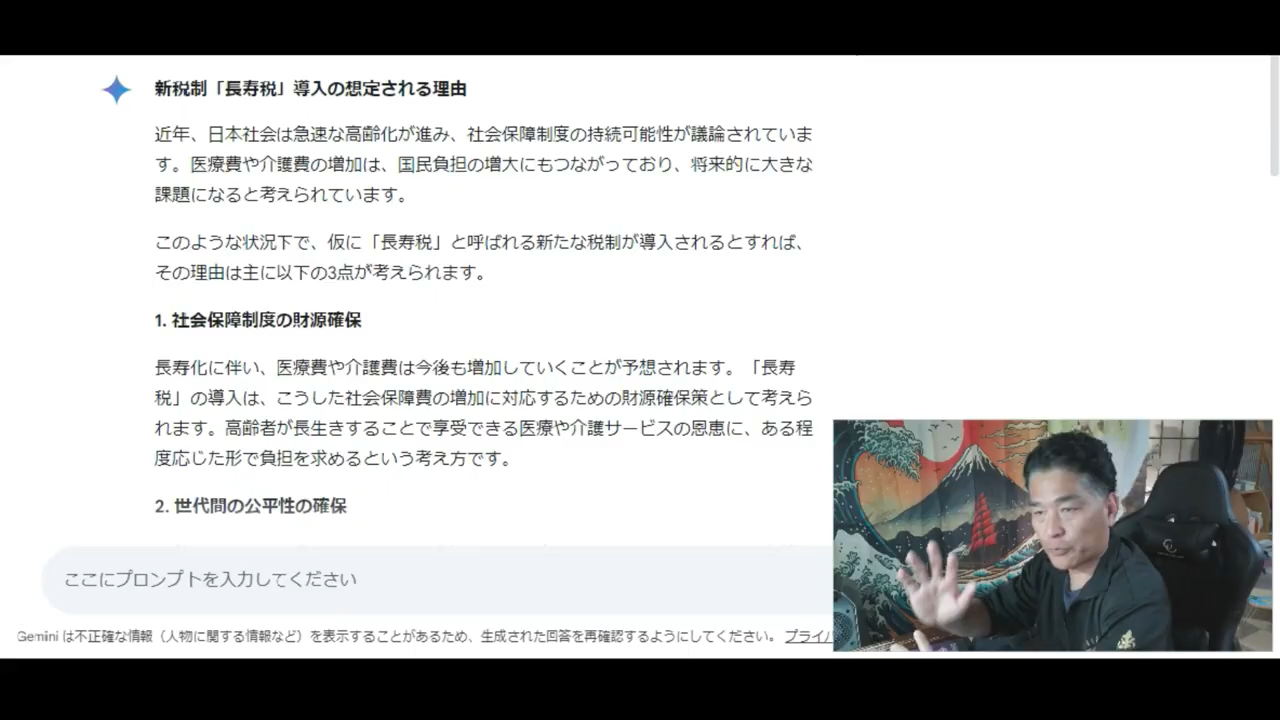 新税制「長寿税」導入の想定される理由
近年、日本社会は急速な高齢化が進み、社会保障制度の持続可能性が議論されていま
す。医療費や介護費の増加は、国民負担の増大にもつながっており、将来的に大きな
課題になると考えられています。
このような状況下で、仮に「長寿税」と呼ばれる新たな税制が導入されるとすれば、
その理由は主に以下の3点が考えられます。
1. 社会保障制度の財源確保
長寿化に伴い、医療費や介護費は今後も増加していくことが予想されます。「長寿
税」の導入は、こうした社会保障費の増加に対応するための財源確保策として考えら
れます。高齢者が長生きすることで享受できる医療や介護サービスの恩恵に、ある程
度応じた形で負担を求めるという考え方です。
2. 世代間の公平性の確保
ここにプロンプトを入力してください
Gemini は不正確な情報（人物に関する情報など）を表示することがあるため、生成された回答を再確認するようにしてください。 プライバ